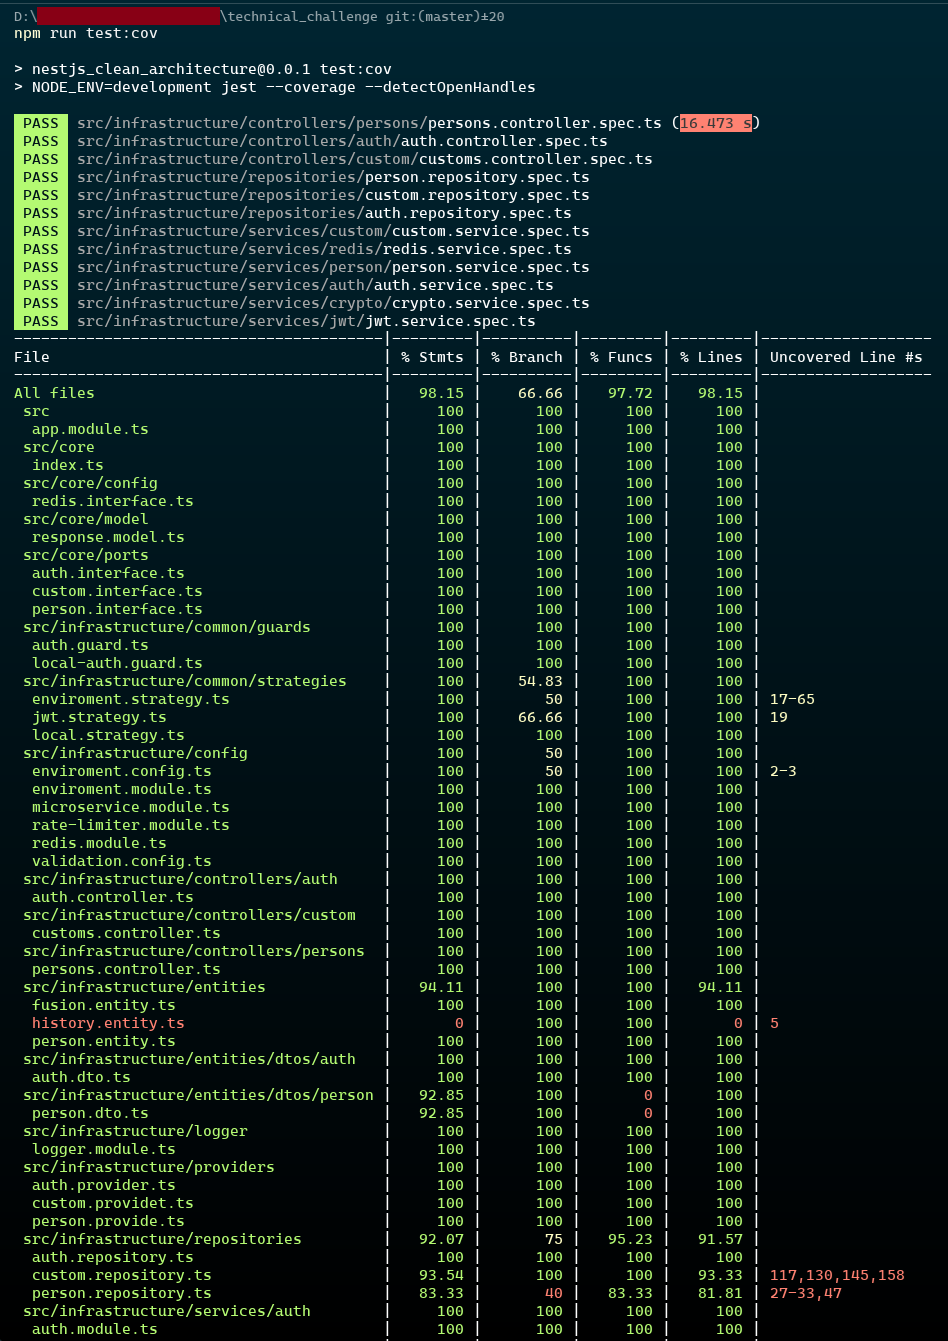 D:\ \technical_challenge git:(master)±20
npm run test:cov
> nestjs_clean_architecture@0.0.1 test:cov
> NODE_ENV=development jest --coverage --detectOpenHandles
PASS src/infrastructure/controllers/persons/persons.controller.spec.ts (16.473 s)
PASS src/infrastructure/controllers/auth/auth.controller.spec.ts
PASS src/infrastructure/controllers/custom/customs.controller.spec.ts
PASS src/infrastructure/repositories/person.repository.spec.ts
PASS src/infrastructure/repositories/custom.repository.spec.ts
PASS src/infrastructure/repositories/auth.repository.spec.ts
PASS src/infrastructure/services/custom/custom.service.spec.ts
PASS src/infrastructure/services/redis/redis.service.spec.ts
PASS src/infrastructure/services/person/person.service.spec.ts
PASS src/infrastructure/services/auth/auth.service.spec.ts
PASS src/infrastructure/services/crypto/crypto.service.spec.ts
PASS src/infrastructure/services/jwt/jwt.service.spec.ts
-----------------------------------------|---------|----------|---------|---------|-------------------
File | % Stmts | % Branch | % Funcs | % Lines | Uncovered Line #s
-----------------------------------------|---------|----------|---------|---------|-------------------
All files | 98.15 | 66.66 | 97.72 | 98.15 |
src | 100 | 100 | 100 | 100 |
app.module.ts | 100 | 100 | 100 | 100 |
src/core | 100 | 100 | 100 | 100 |
index.ts | 100 | 100 | 100 | 100 |
src/core/config | 100 | 100 | 100 | 100 |
redis.interface.ts | 100 | 100 | 100 | 100 |
src/core/model | 100 | 100 | 100 | 100 |
response.model.ts | 100 | 100 | 100 | 100 |
src/core/ports | 100 | 100 | 100 | 100 |
auth.interface.ts | 100 | 100 | 100 | 100 |
custom.interface.ts | 100 | 100 | 100 | 100 |
person.interface.ts | 100 | 100 | 100 | 100 |
src/infrastructure/common/guards | 100 | 100 | 100 | 100 |
auth.guard.ts | 100 | 100 | 100 | 100 |
local-auth.guard.ts | 100 | 100 | 100 | 100 |
src/infrastructure/common/strategies | 100 | 54.83 | 100 | 100 |
enviroment.strategy.ts | 100 | 50 | 100 | 100 | 17-65
jwt.strategy.ts | 100 | 66.66 | 100 | 100 | 19
local.strategy.ts | 100 | 100 | 100 | 100 |
src/infrastructure/config | 100 | 50 | 100 | 100 |
enviroment.config.ts | 100 | 50 | 100 | 100 | 2-3
enviroment.module.ts | 100 | 100 | 100 | 100 |
microservice.module.ts | 100 | 100 | 100 | 100 |
rate-limiter.module.ts | 100 | 100 | 100 | 100 |
redis.module.ts | 100 | 100 | 100 | 100 |
validation.config.ts | 100 | 100 | 100 | 100 |
src/infrastructure/controllers/auth | 100 | 100 | 100 | 100 |
auth.controller.ts | 100 | 100 | 100 | 100 |
src/infrastructure/controllers/custom | 100 | 100 | 100 | 100 |
customs.controller.ts | 100 | 100 | 100 | 100 |
src/infrastructure/controllers/persons | 100 | 100 | 100 | 100 |
persons.controller.ts | 100 | 100 | 100 | 100 |
src/infrastructure/entities | 94.11 | 100 | 100 | 94.11 |
fusion.entity.ts | 100 | 100 | 100 | 100 |
history.entity.ts | 0 | 100 | 100 | 0 | 5
person.entity.ts | 100 | 100 | 100 | 100 |
src/infrastructure/entities/dtos/auth | 100 | 100 | 100 | 100 |
auth.dto.ts | 100 | 100 | 100 | 100 |
src/infrastructure/entities/dtos/person | 92.85 | 100 | 0 | 100 |
person.dto.ts | 92.85 | 100 | 0 | 100 |
src/infrastructure/logger | 100 | 100 | 100 | 100 |
logger.module.ts | 100 | 100 | 100 | 100 |
src/infrastructure/providers | 100 | 100 | 100 | 100 |
auth.provider.ts | 100 | 100 | 100 | 100 |
custom.providet.ts | 100 | 100 | 100 | 100 |
person.provide.ts | 100 | 100 | 100 | 100 |
src/infrastructure/repositories | 92.07 | 75 | 95.23 | 91.57 |
auth.repository.ts | 100 | 100 | 100 | 100 |
custom.repository.ts | 93.54 | 100 | 100 | 93.33 | 117,130,145,158
person.repository.ts | 83.33 | 40 | 83.33 | 81.81 | 27-33,47
src/infrastructure/services/auth | 100 | 100 | 100 | 100 |
auth.module.ts | 100 | 100 | 100 | 100 |